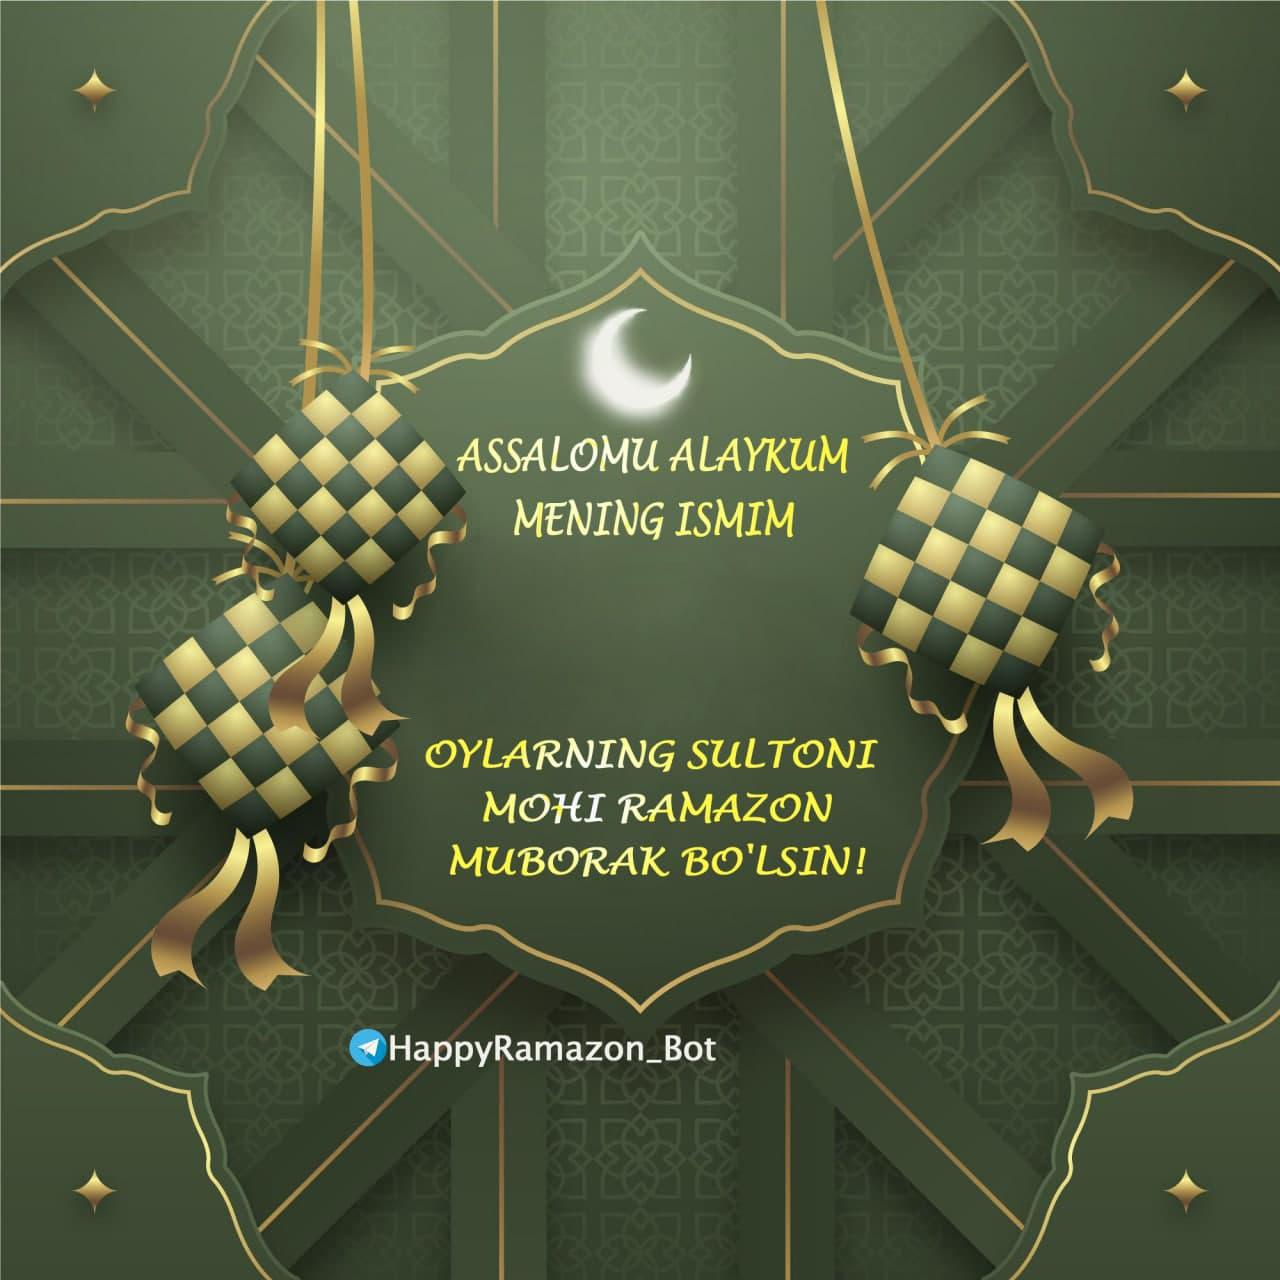 ASSALOMU ALAYKUM
MENING ISMIM
OYLARNING SULTONI
MOHI RAMAZON
MUBORAK BO'LSIN!
HappyRamazon_Bot